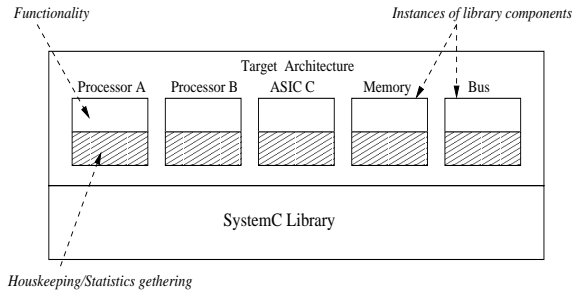 Functionality
Instances of library components
Target Architecture
Processor A
Processor B
ASIC C
Memory
Bus
SystemC Library
Houskeeping/Statistics gethering